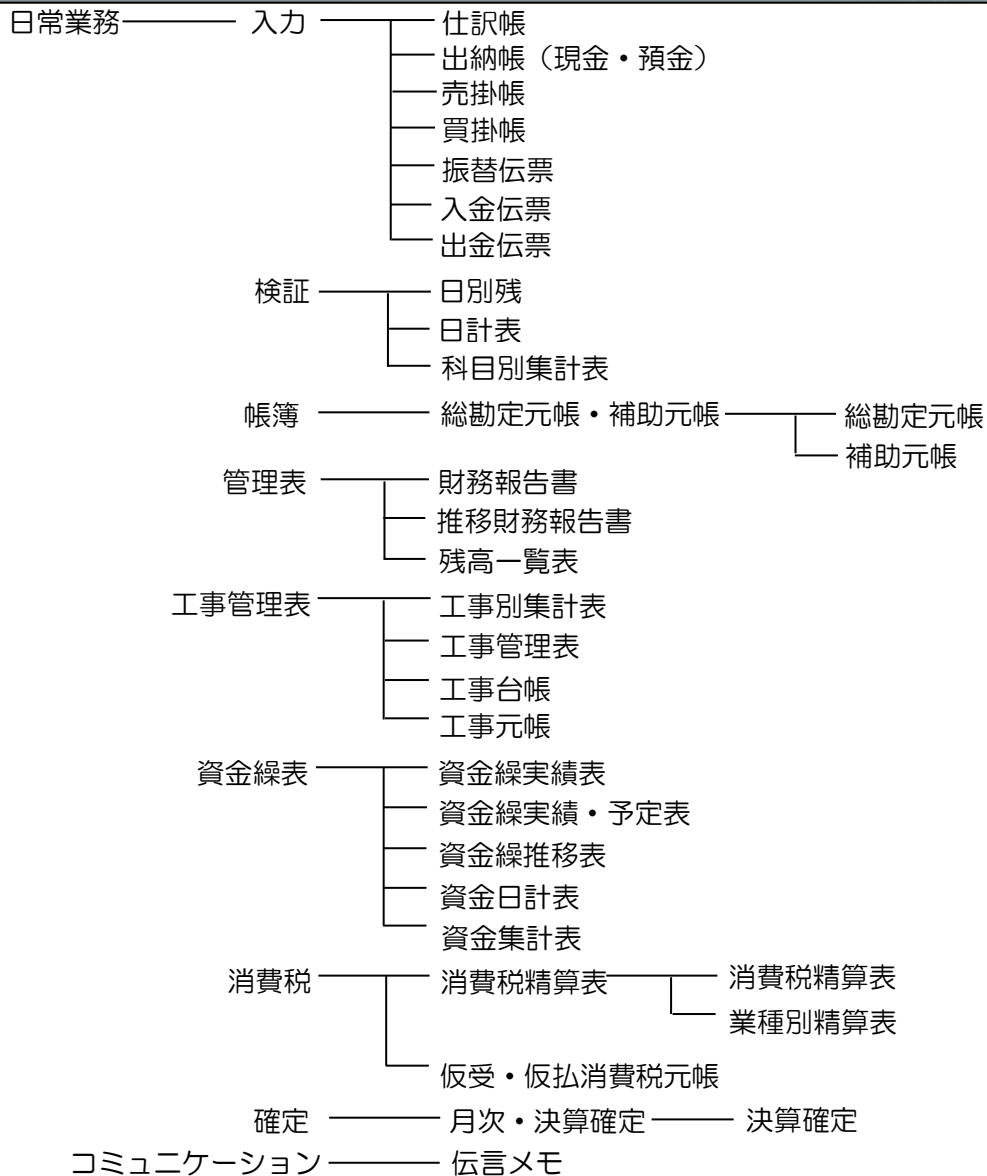 日常業務 入力 仕訳帳
出納帳（現金・預金）
売掛帳
買掛帳
振替伝票
入金伝票
出金伝票
検証 日別残
日計表
科目別集計表
帳簿 総勘定元帳・補助元帳 総勘定元帳
補助元帳
管理表 財務報告書
推移財務報告書
残高一覧表
工事管理表 工事別集計表
工事管理表
工事台帳
工事元帳
資金繰表 資金繰実績表
資金繰実績・予定表
資金繰推移表
資金日計表
資金集計表
消費税 消費税精算表 消費税精算表
業種別精算表
仮受・仮払消費税元帳
確定 月次・決算確定 決算確定
コミュニケーション 伝言メモ